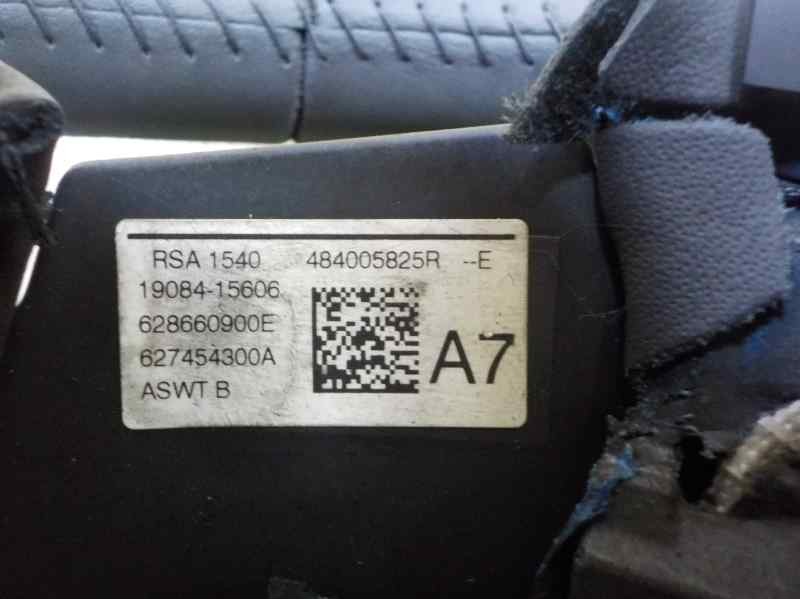 RSA 1540 484005825R --E
19084-15606
628660900E
627454300A
ASWT B
A7